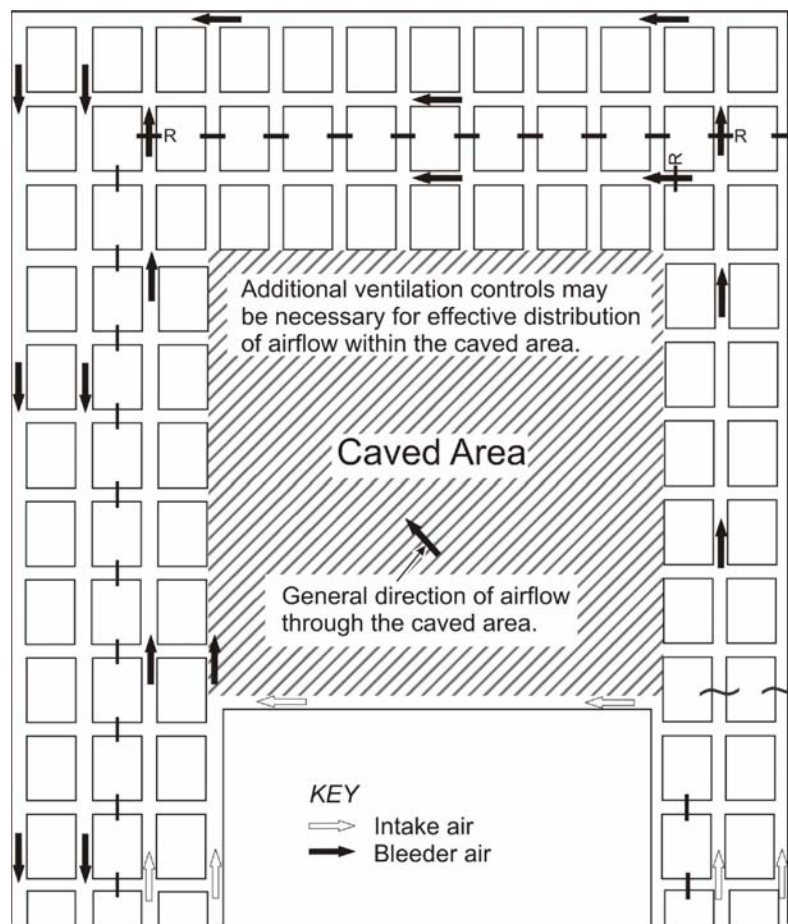 R
R
R
Additional ventilation controls may
be necessary for effective distribution
of airflow within the caved area.
Caved Area
General direction of airflow
through the caved area.
KEY
Intake air
Bleeder air